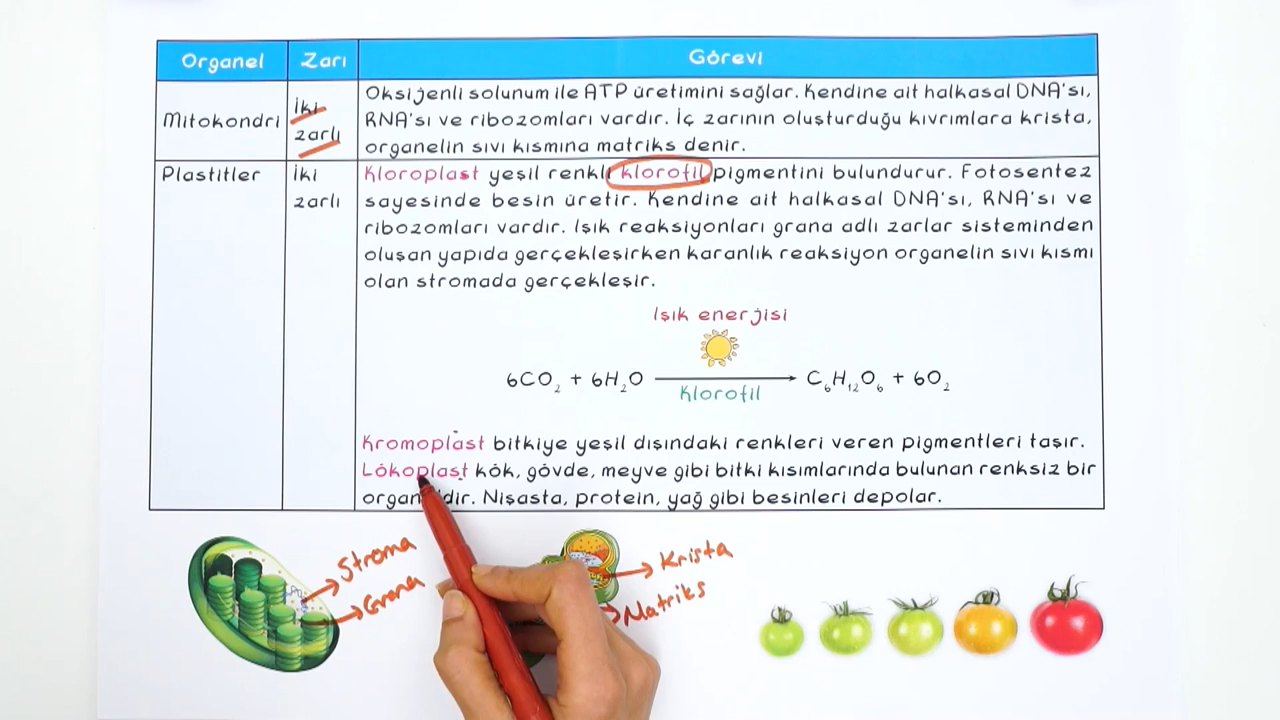 Organel Zarı Görevi
Mitokondri
İki
zarlı
Oksijenli solunum ile ATP üretimini sağlar. Kendine ait halkasal DNA'sı,
RNA'sı ve ribozomları vardır. İç zarının oluşturduğu kıvrımlara krista,
organelin sıvı kısmına matriks denir.
Plastitler
İki
zarlı
Kloroplast yeşil renkli klorofil pigmentini bulundurur. Fotosentez
sayesinde besin üretir. Kendine ait halkasal DNA'sı, RNA'sı ve
ribozomları vardır. Işık reaksiyonları grana adlı zarlar sisteminden
oluşan yapıda gerçekleşirken karanlık reaksiyon organelin sıvı kısmı
olan stromada gerçekleşir.
Işık enerjisi
6CO₂ + 6H₂O C₆H₁₂O₆ + 6O₂
Klorofil
Kromoplast bitkiye yeşil dışındaki renkleri veren pigmentleri taşır.
Lökoplast kök, gövde, meyve gibi bitki kısımlarında bulunan renksiz bir
Nişasta, protein, yağ gibi besinleri depolar.
Stroma
Grana
Krista
Matriks